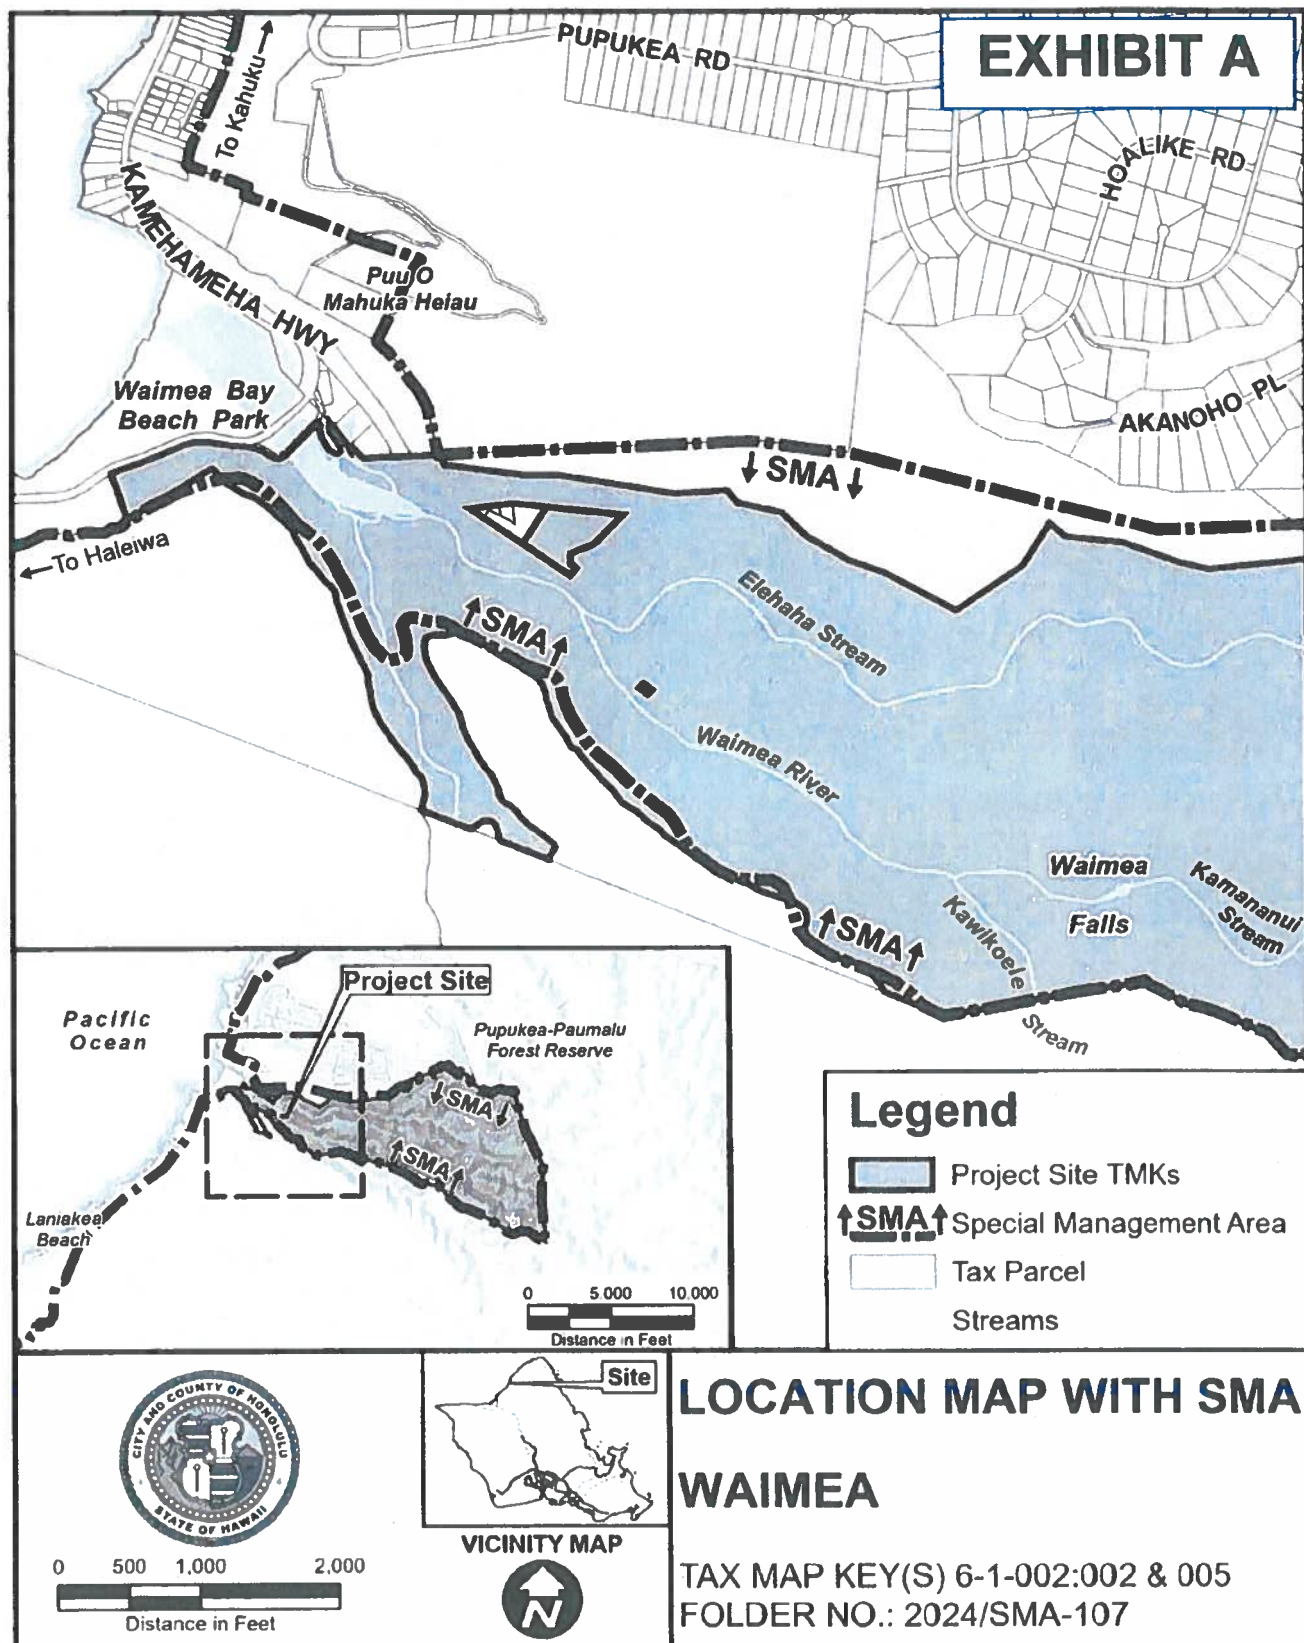 EXHIBIT A
PUPUKEA RD
To Kahuku
HOALIKE RD
KAMEHAMEHA HWY
Puu O
Mahuka Heiau
Waimea Bay
Beach Park
AKANOHO PL
SMA
To Haleiwa
Elehaha Stream
SMA
Waimea River
Waimea
Falls
Kamananui
Stream
Kawikoele
Stream
SMA
Project Site
Pacific
Ocean
Pupukea-Paumalu
Forest Reserve
SMA
SMA
Laniakea
Beach
0 5,000 10,000
Distance in Feet
Legend
Project Site TMKs
SMA Special Management Area
Tax Parcel
Streams
CITY AND COUNTY OF HONOLULU
STATE OF HAWAII
0 500 1,000 2,000
Distance in Feet
Site
VICINITY MAP
N
LOCATION MAP WITH SMA
WAIMEA
TAX MAP KEY(S) 6-1-002:002 & 005
FOLDER NO.: 2024/SMA-107